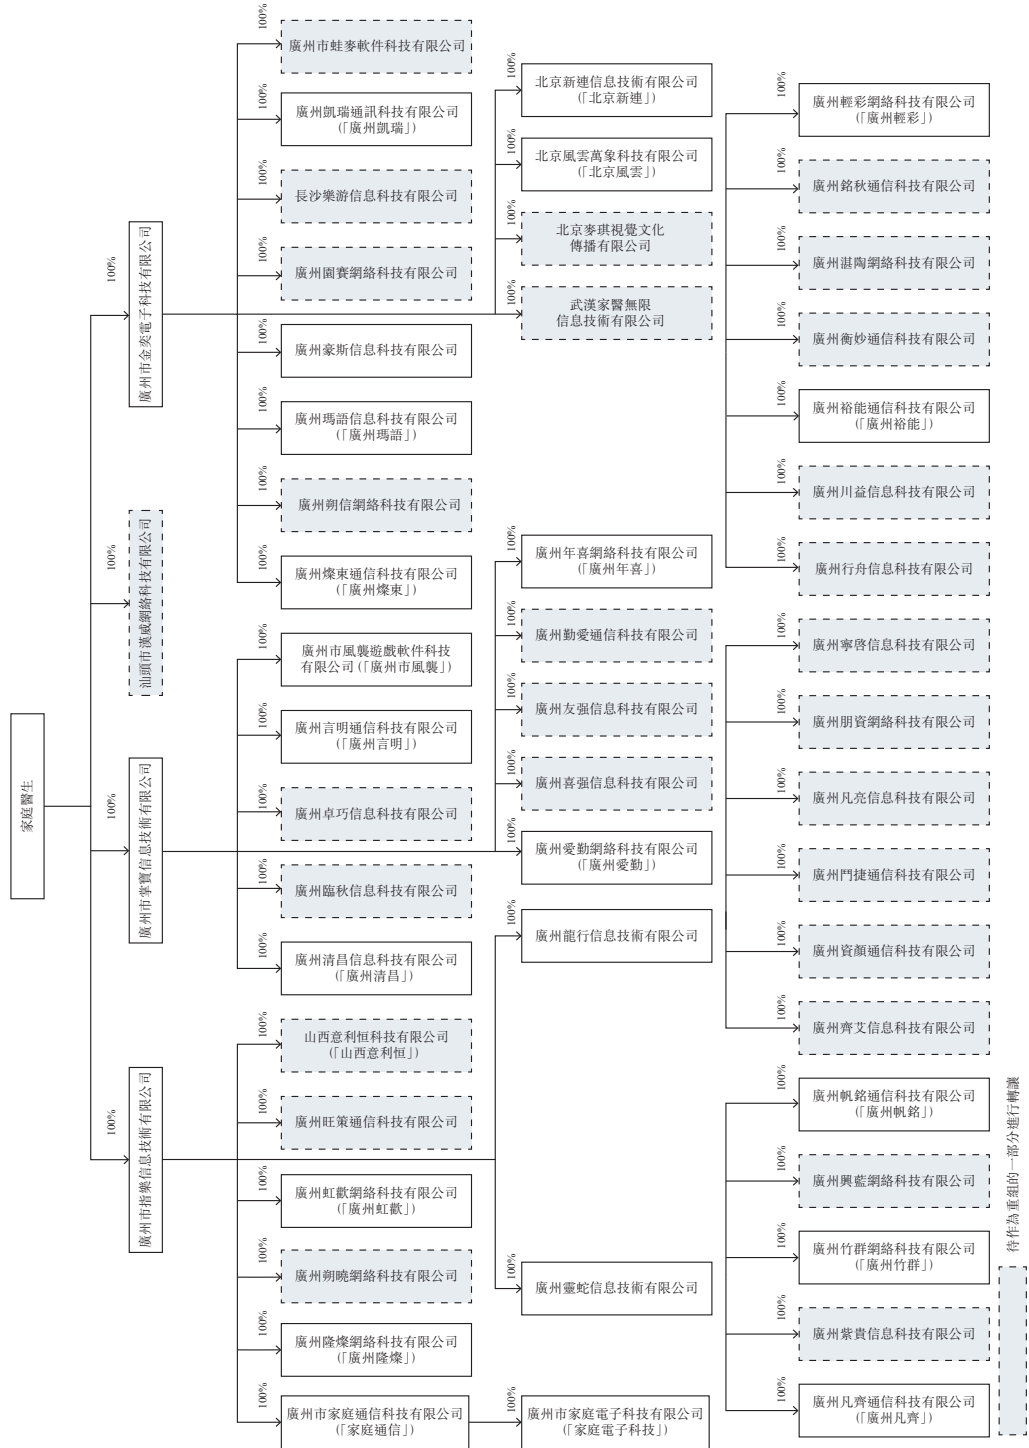 家庭醫生
100%
廣州市金奕電子科技有限公司
100%
汕頭市漢威網絡科技有限公司
100%
廣州市掌寶信息技術有限公司
100%
廣州市指樂信息技術有限公司
100%
廣州市蛙麥軟件科技有限公司
100%
廣州凱瑞通訊科技有限公司
(「廣州凱瑞」)
100%
長沙樂游信息科技有限公司
100%
廣州園賽網絡科技有限公司
100%
廣州豪斯信息科技有限公司
100%
廣州瑪語信息科技有限公司
(「廣州瑪語」)
100%
廣州朔信網絡科技有限公司
100%
廣州燦東通信科技有限公司
(「廣州燦東」)
100%
廣州市風襲遊戲軟件科技
有限公司(「廣州市風襲」)
100%
廣州言明通信科技有限公司
(「廣州言明」)
100%
廣州卓巧信息科技有限公司
100%
廣州臨秋信息科技有限公司
100%
廣州清昌信息科技有限公司
(「廣州清昌」)
100%
山西意利恒科技有限公司
(「山西意利恒」)
100%
廣州旺策通信科技有限公司
100%
廣州虹歡網絡科技有限公司
(「廣州虹歡」)
100%
廣州朔曉網絡科技有限公司
100%
廣州隆燦網絡科技有限公司
(「廣州隆燦」)
100%
廣州市家庭通信科技有限公司
(「家庭通信」)
100%
北京新連信息技術有限公司
(「北京新連」)
100%
北京風雲萬象科技有限公司
(「北京風雲」)
100%
北京麥琪視覺文化
傳播有限公司
100%
武漢家醫無限
信息技術有限公司
100%
廣州年喜網絡科技有限公司
(「廣州年喜」)
100%
廣州勤愛通信科技有限公司
100%
廣州友强信息科技有限公司
100%
廣州喜强信息科技有限公司
100%
廣州愛勤網絡科技有限公司
(「廣州愛勤」)
100%
廣州龍行信息技術有限公司
100%
廣州靈蛇信息技術有限公司
100%
廣州市家庭電子科技有限公司
(「家庭電子科技」)
100%
廣州輕彩網絡科技有限公司
(「廣州輕彩」)
100%
廣州銘秋通信科技有限公司
100%
廣州湛陶網絡科技有限公司
100%
廣州衡妙通信科技有限公司
100%
廣州裕能通信科技有限公司
(「廣州裕能」)
100%
廣州川益信息科技有限公司
100%
廣州行舟信息科技有限公司
100%
廣州寧啓信息科技有限公司
100%
廣州朋資網絡科技有限公司
100%
廣州凡亮信息科技有限公司
100%
廣州鬥捷通信科技有限公司
100%
廣州資顏通信科技有限公司
100%
廣州齊艾信息科技有限公司
100%
廣州帆銘通信科技有限公司
(「廣州帆銘」)
100%
廣州興藍網絡科技有限公司
100%
廣州竹群網絡科技有限公司
(「廣州竹群」)
100%
廣州紫貴信息科技有限公司
100%
廣州凡齊通信科技有限公司
(「廣州凡齊」)
待作為重組的一部分進行轉讓